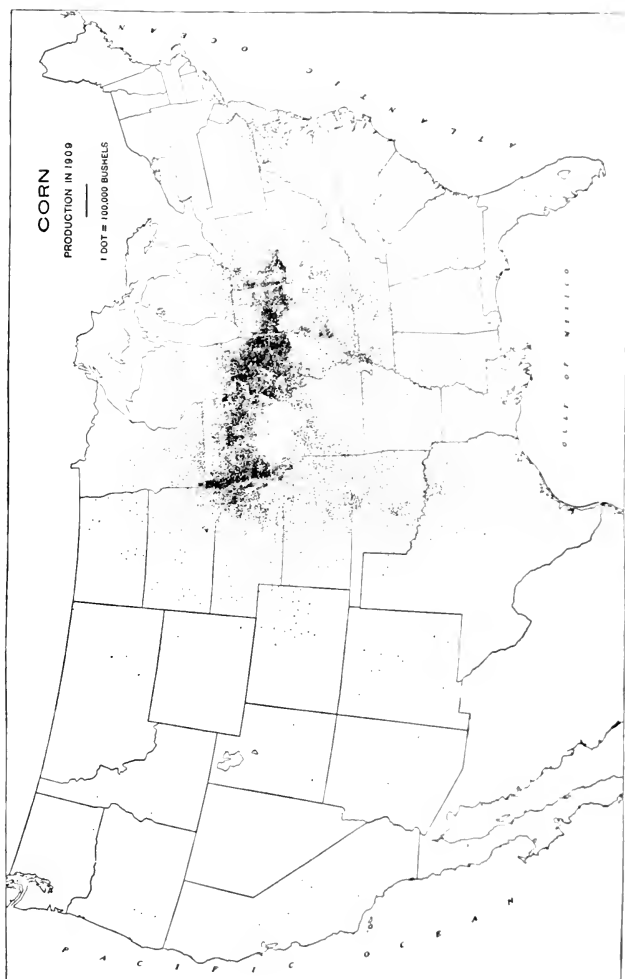 CORN
PRODUCTION IN 1909
1 DOT = 100,000 BUSHELS
ATLANTIC OCEAN
GULF OF MEXICO
PACIFIC OCEAN